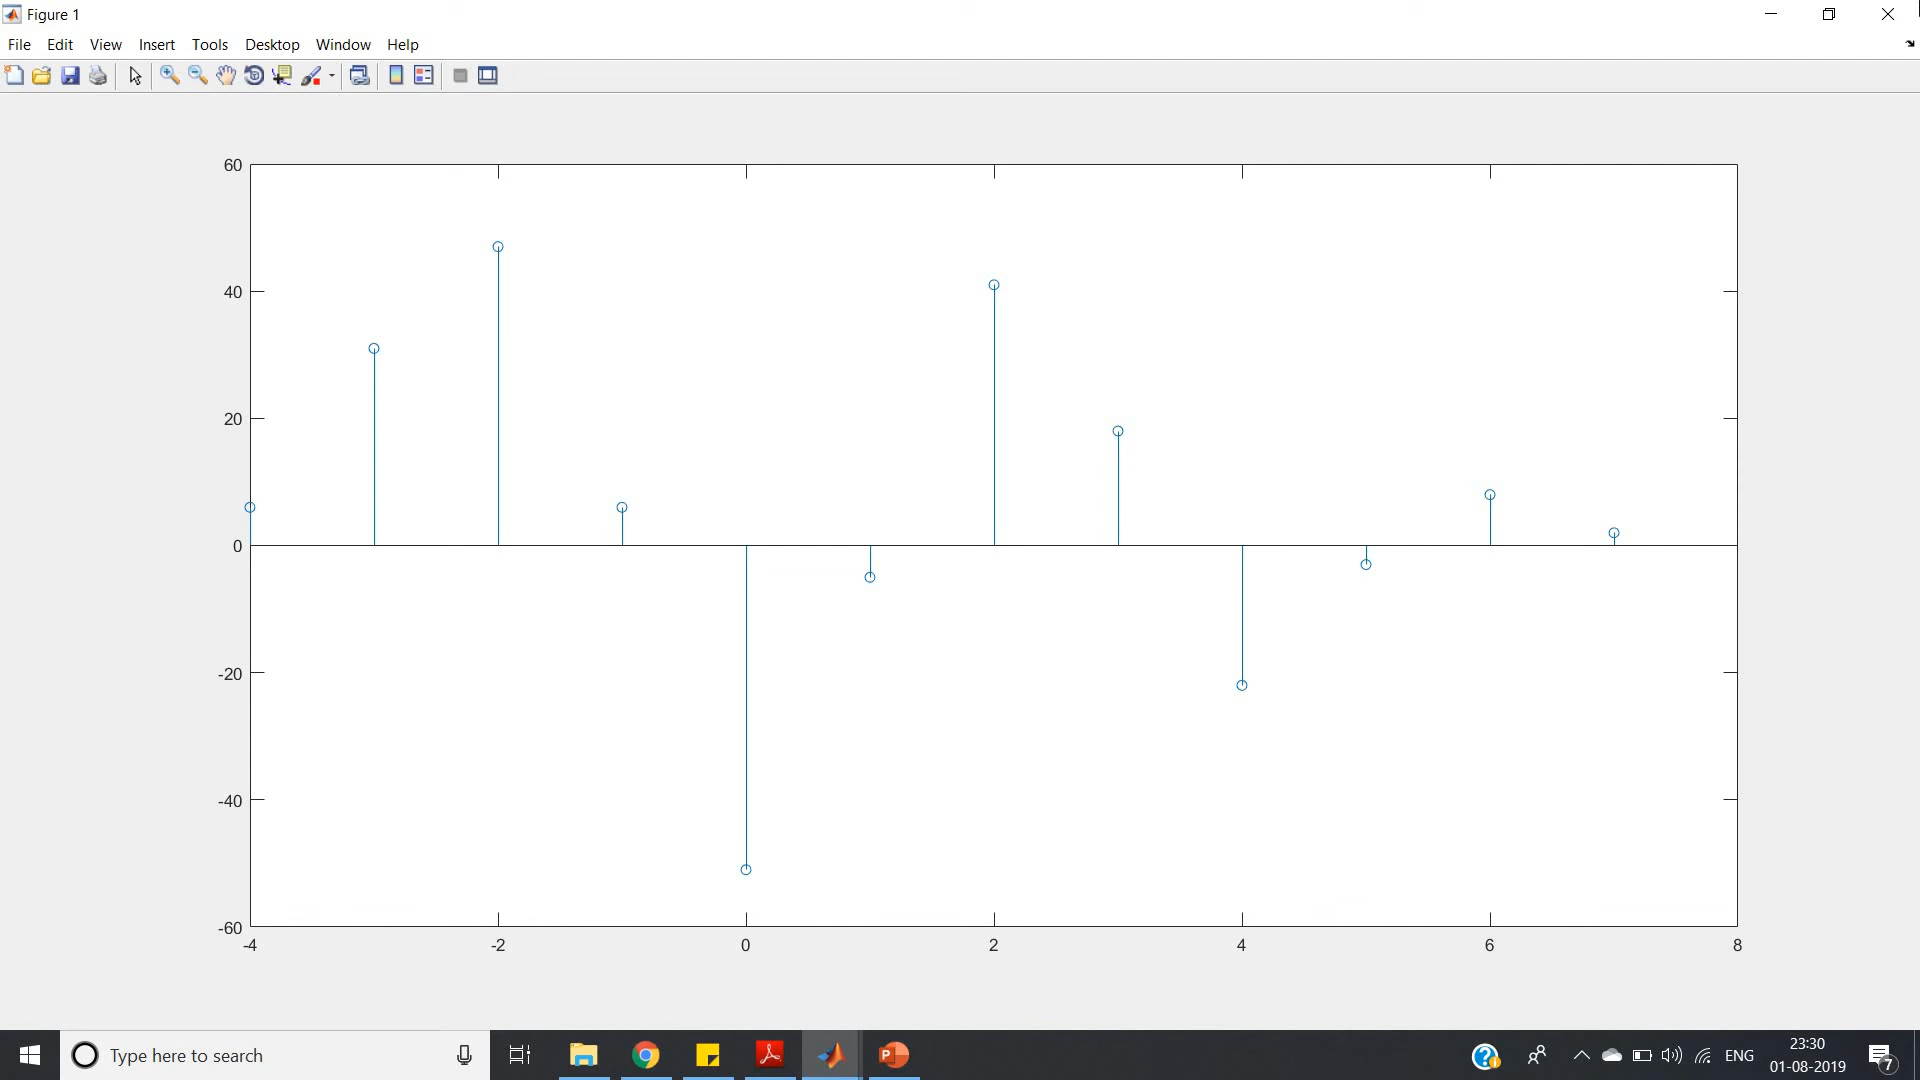 Figure 1
File Edit View Insert Tools Desktop Window Help
60
40
20
0
-20
-40
-60
-4 -2 0 2 4 6 8
Type here to search
P
ENG
23:30
01-08-2019
7